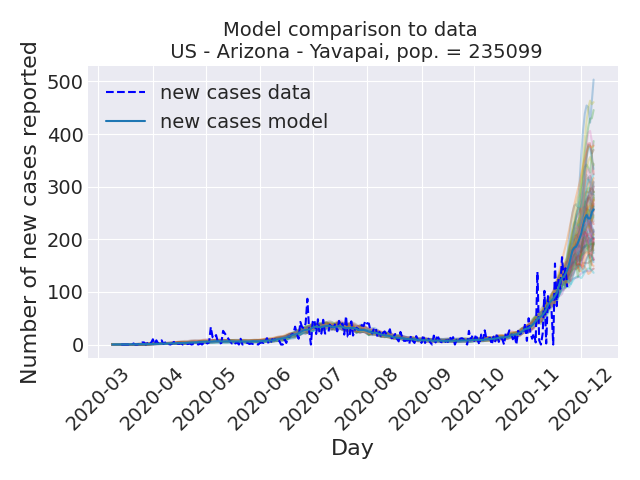 Model comparison to data
US - Arizona - Yavapai, pop. = 235099
Number of new cases reported
500
400
300
200
100
0
new cases data
new cases model
2020-03
2020-04
2020-05
2020-06
2020-07
2020-08
2020-09
2020-10
2020-11
2020-12
Day